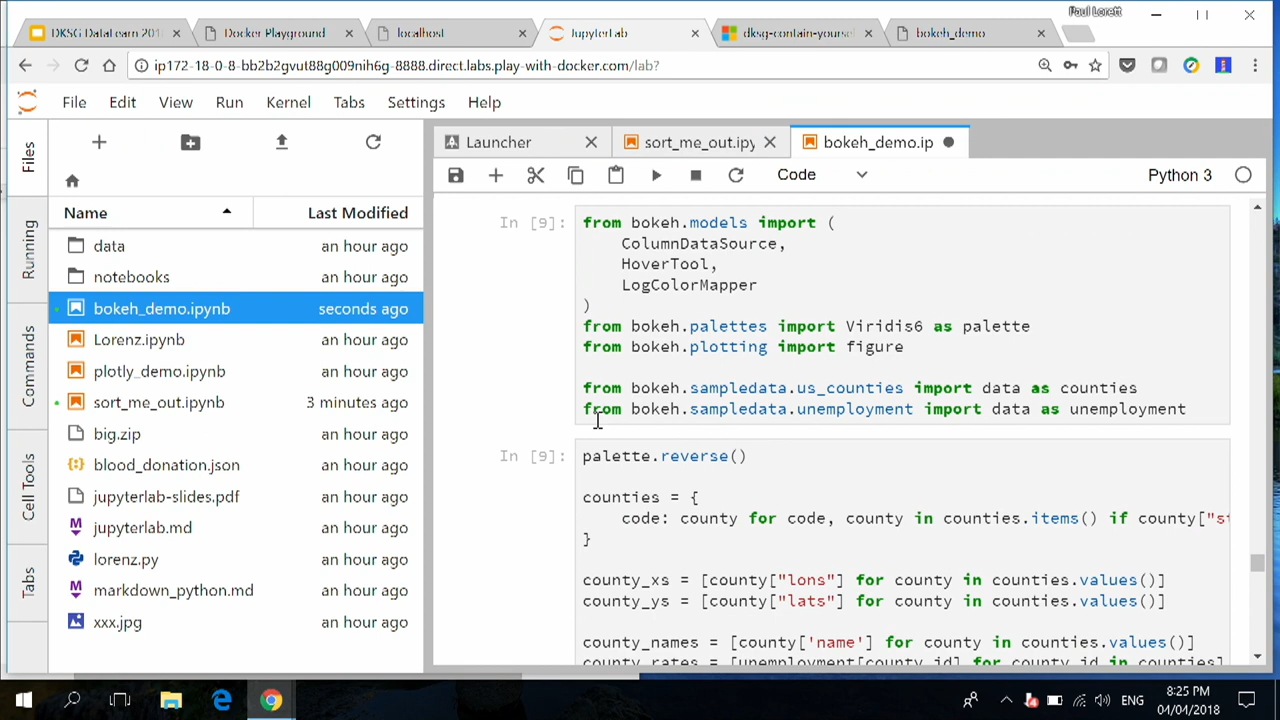 Paul Lorett
DKSG DataLearn 201
Docker Playground
localhost
JupyterLab
dksg-contain-yourse
bokeh_demo
ip172-18-0-8-bb2b2gvut88g009nih6g-8888.direct.labs.play-with-docker.com/lab?
File Edit View Run Kernel Tabs Settings Help
Files
Running
Commands
Cell Tools
Tabs
Name Last Modified
data an hour ago
notebooks an hour ago
bokeh_demo.ipynb seconds ago
Lorenz.ipynb an hour ago
plotly_demo.ipynb an hour ago
sort_me_out.ipynb 3 minutes ago
big.zip an hour ago
blood_donation.json an hour ago
jupyterlab-slides.pdf an hour ago
jupyterlab.md an hour ago
lorenz.py an hour ago
markdown_python.md an hour ago
xxx.jpg an hour ago
Launcher
sort_me_out.ipy
bokeh_demo.ip
Code
Python 3
In [9]:
from bokeh.models import (
ColumnDataSource,
HoverTool,
LogColorMapper
)
from bokeh.palettes import Viridis6 as palette
from bokeh.plotting import figure
from bokeh.sampledata.us_counties import data as counties
from bokeh.sampledata.unemployment import data as unemployment
In [9]:
palette.reverse()
counties = {
code: county for code, county in counties.items() if county["st
}
county_xs = [county["lons"] for county in counties.values()]
county_ys = [county["lats"] for county in counties.values()]
county_names = [county['name'] for county in counties.values()]
county_rates = [unemployment[county_id] for county_id in counties]
ENG
8:25 PM
04/04/2018